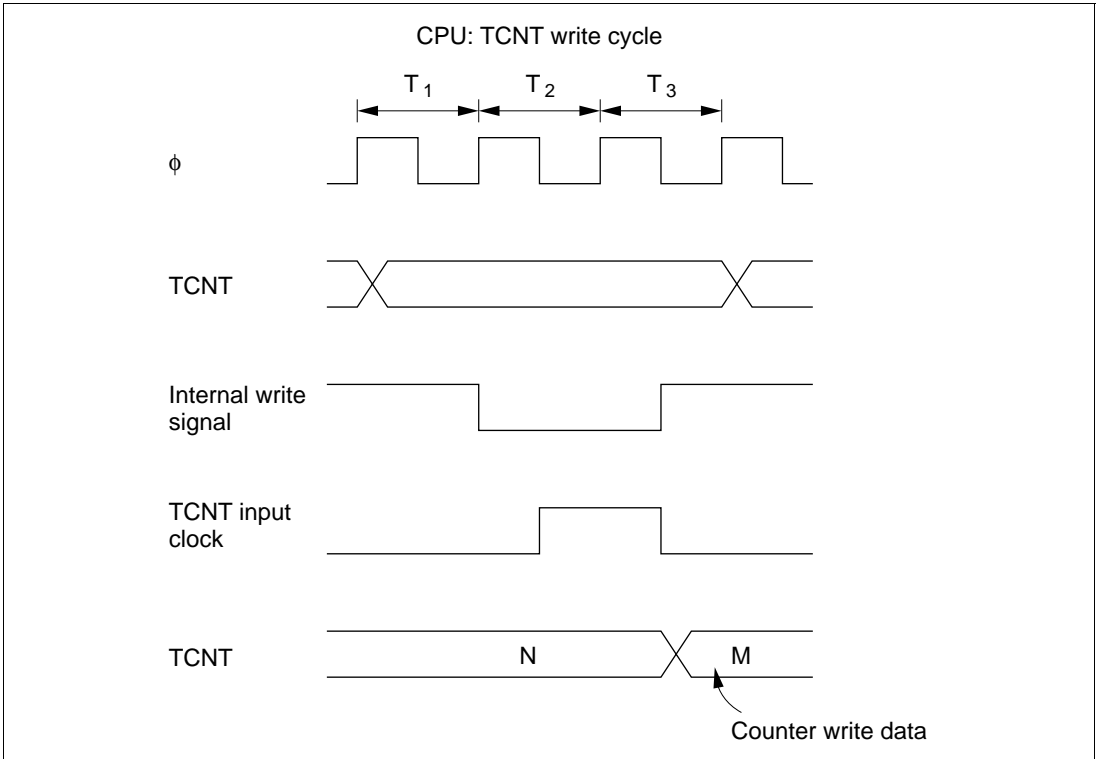 CPU: TCNT write cycle
T1 T2 T3
ϕ
TCNT
Internal write
signal
TCNT input
clock
TCNT
N M
Counter write data